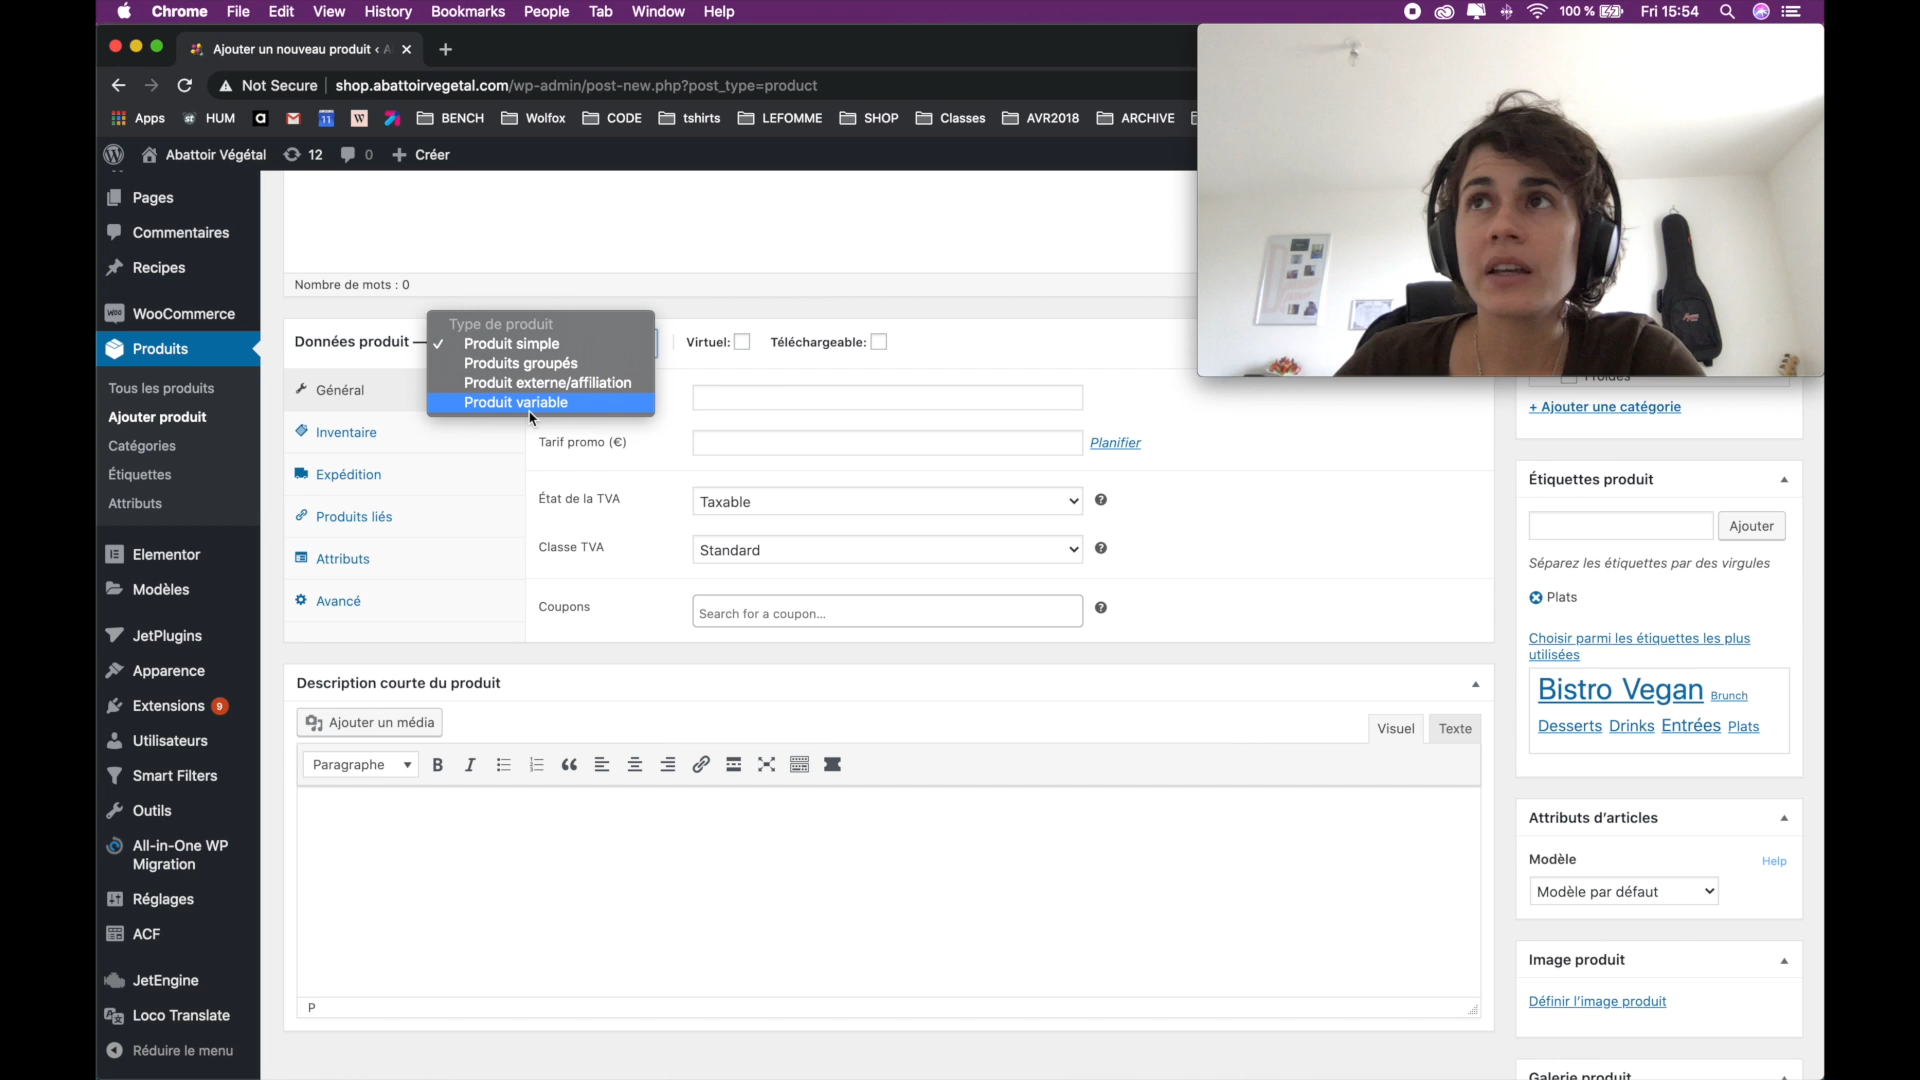 Chrome File Edit View History Bookmarks People Tab Window Help 100 % Fri 15:54
Ajouter un nouveau produit ‹ A
Not Secure shop.abattoirvegetal.com/wp-admin/post-new.php?post_type=product
Apps HUM 11 W BENCH Wolfox CODE tshirts LEFOMME SHOP Classes AVR2018 ARCHIVE
Abattoir Végétal 12 0 Créer
Pages
Commentaires
Recipes
WooCommerce
Produits
Tous les produits
Ajouter produit
Catégories
Étiquettes
Attributs
Elementor
Modèles
JetPlugins
Apparence
Extensions 9
Utilisateurs
Smart Filters
Outils
All-in-One WP
Migration
Réglages
ACF
JetEngine
Loco Translate
Réduire le menu
Nombre de mots : 0
Données produit —
Type de produit
✓ Produit simple
Produits groupés
Produit externe/affiliation
Produit variable
Virtuel: Téléchargeable:
Général
Inventaire
Expédition
Produits liés
Attributs
Avancé
Tarif promo (€) Planifier
État de la TVA Taxable
Classe TVA Standard
Coupons Search for a coupon...
Description courte du produit
Ajouter un média
Visuel Texte
Paragraphe B I
P
+ Ajouter une catégorie
Étiquettes produit
Ajouter
Séparez les étiquettes par des virgules
Plats
Choisir parmi les étiquettes les plus
utilisées
Bistro Vegan Brunch
Desserts Drinks Entrées Plats
Attributs d’articles
Modèle Help
Modèle par défaut
Image produit
Définir l’image produit
Galerie produit